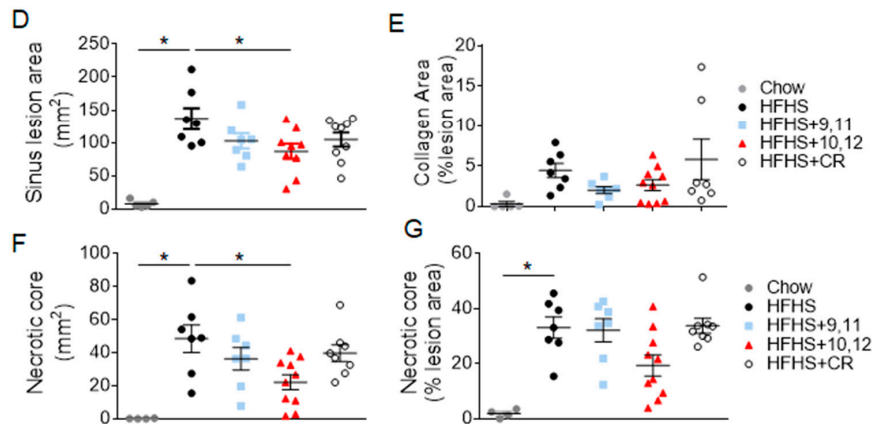 D
Sinus lesion area
(mm²)
250
200
150
100
50
0
*
*
E
Collagen Area
(%lesion area)
20
15
10
5
0
Chow
HFHS
HFHS+9,11
HFHS+10,12
HFHS+CR
F
Necrotic core
(mm²)
100
80
60
40
20
0
*
*
G
Necrotic core
(% lesion area)
60
40
20
0
*
Chow
HFHS
HFHS+9,11
HFHS+10,12
HFHS+CR